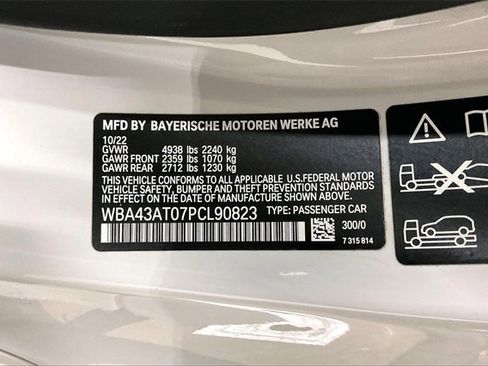 MFD BY BAYERISCHE MOTOREN WERKE AG
10/22
GVWR 4938 lbs 2240 kg
GAWR FRONT 2359 lbs 1070 kg
GAWR REAR 2712 lbs 1230 kg
THIS VEHICLE CONFORMS TO ALL APPLICABLE U.S.FEDERAL MOTOR
VEHICLE SAFETY, BUMPER, AND THEFT PREVENTION STANDARDS IN
EFFECT ON THE DATE OF MANUFACTURE SHOWN ABOVE.
WBA43AT07PCL90823 TYPE: PASSENGER CAR
300/0
7 315 814